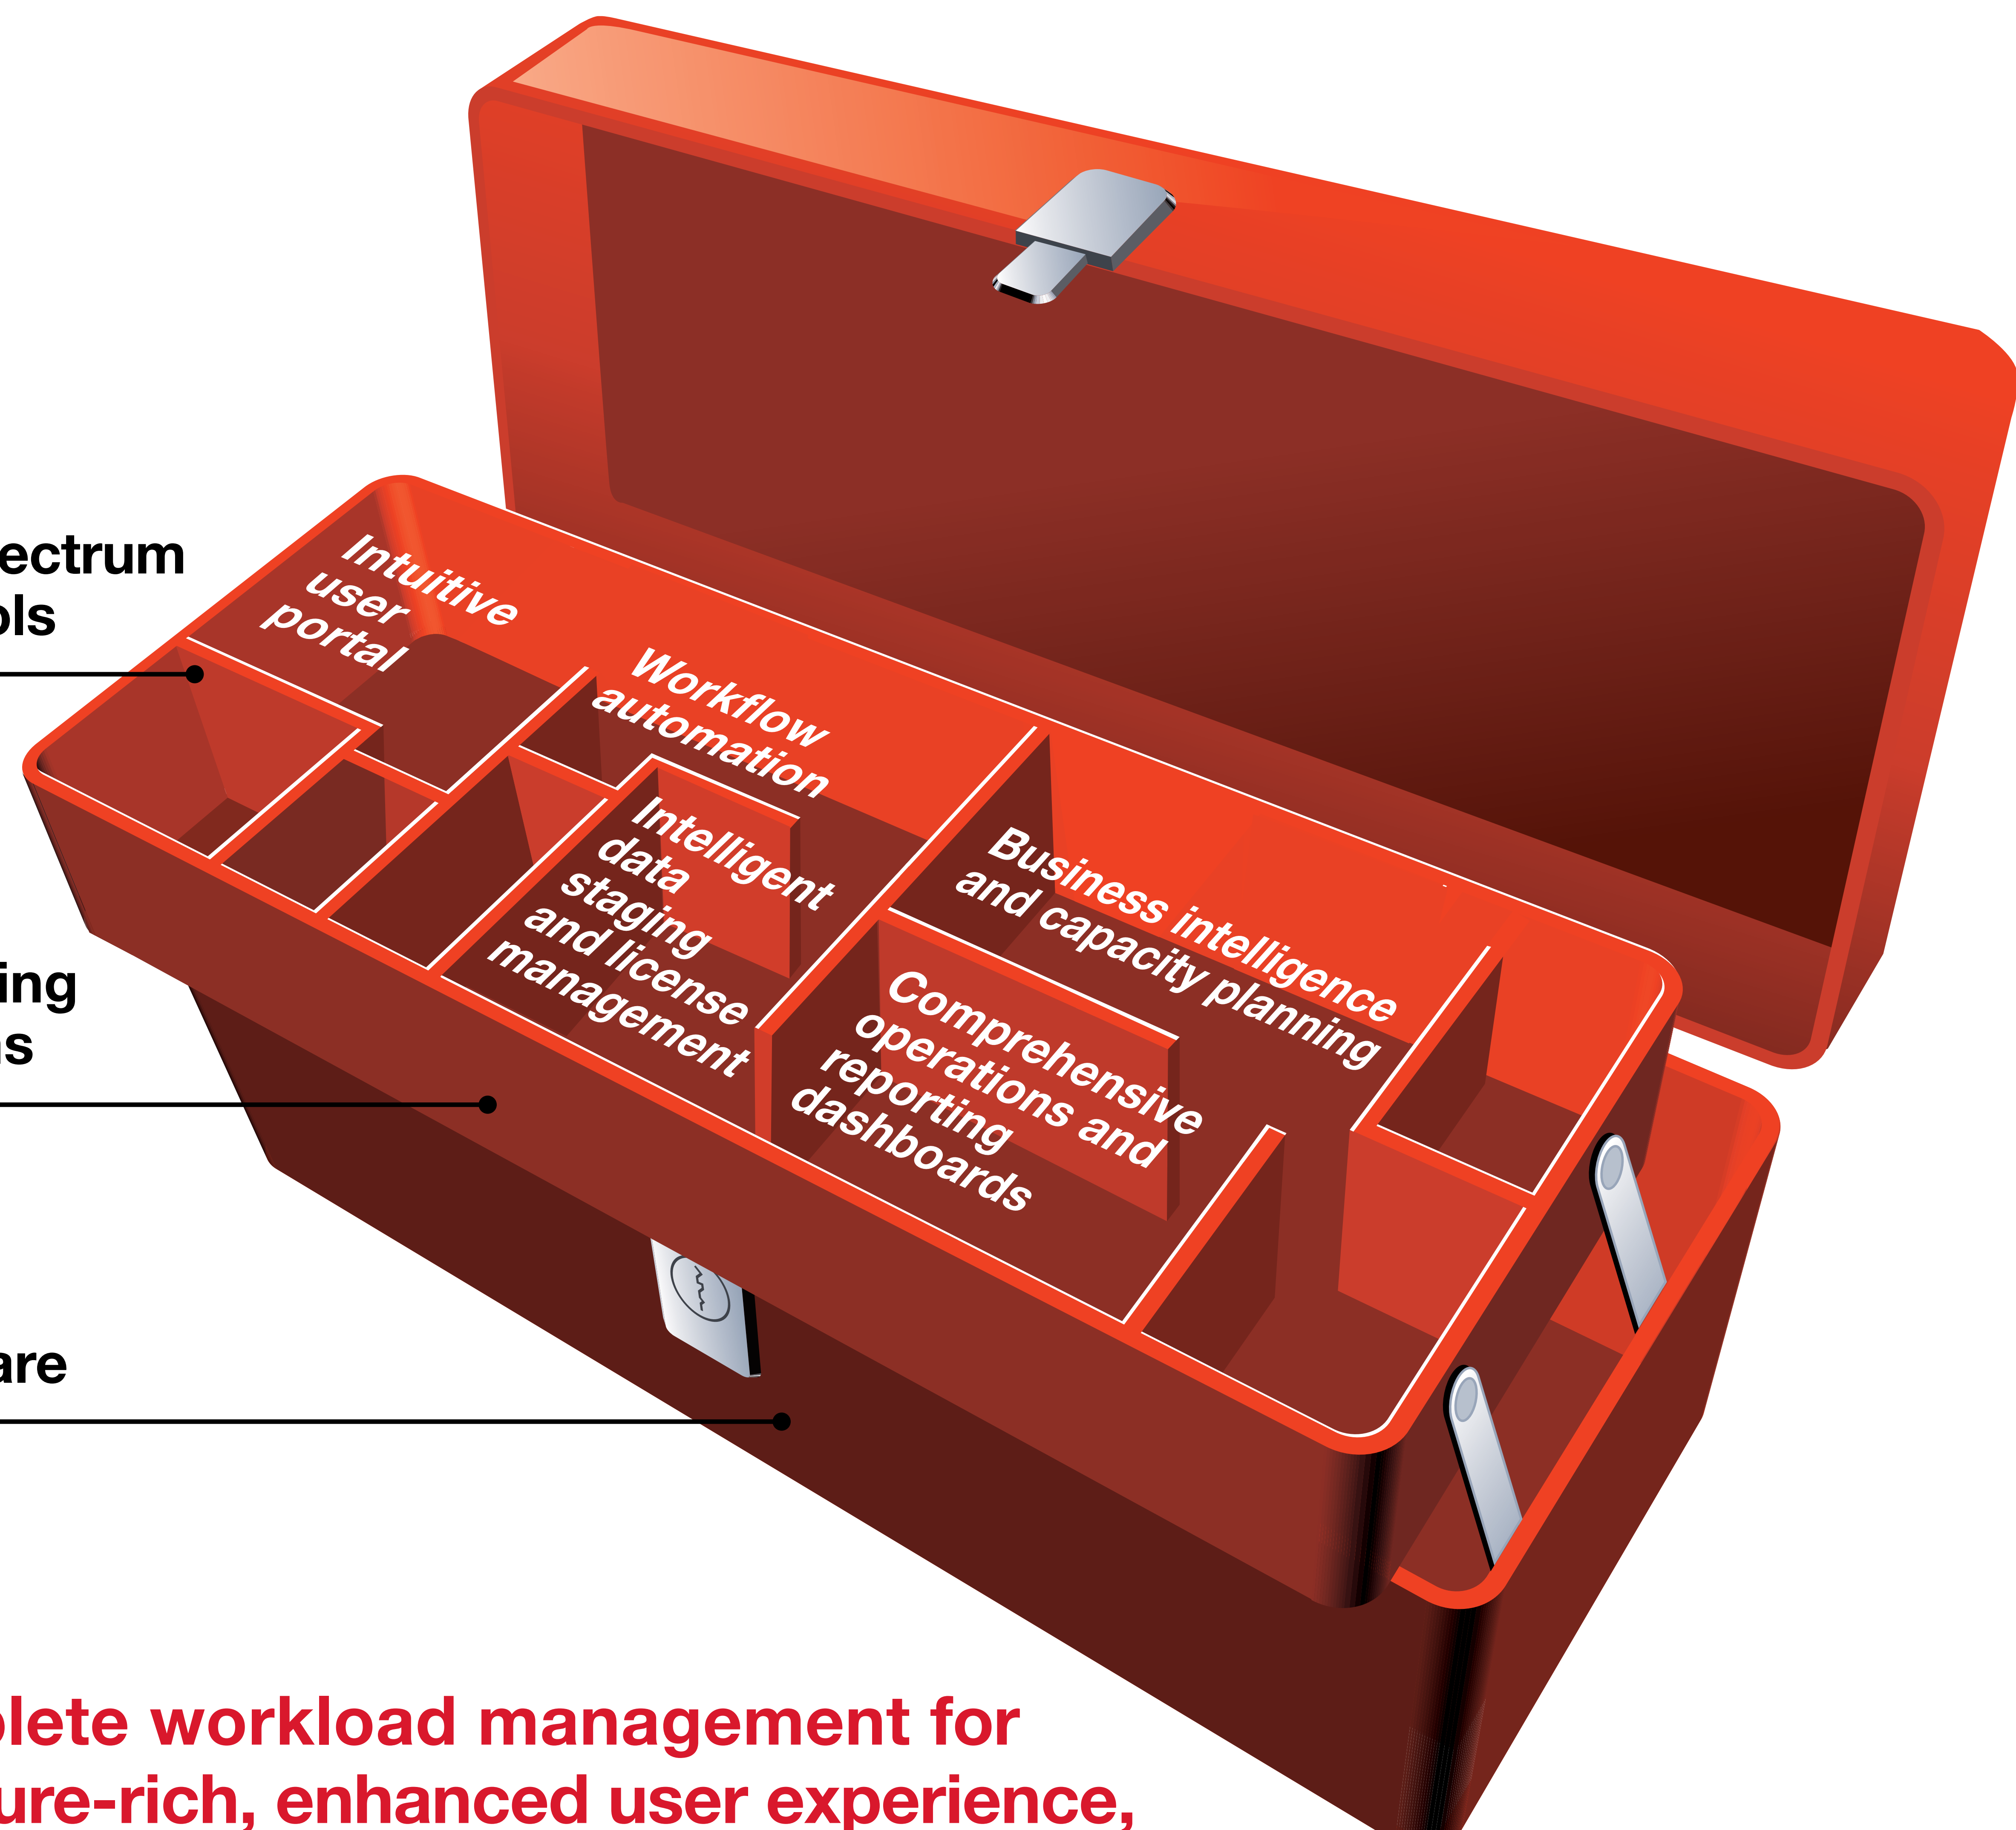 ectrum
ols
Intuitive
user
portal
Workflow
automation
Intelligent
data
staging
and license
management
Business intelligence
and capacity planning
Comprehensive
operations and
reporting
dashboards
ing
ns
are
plete workload management for
ure-rich, enhanced user experience,